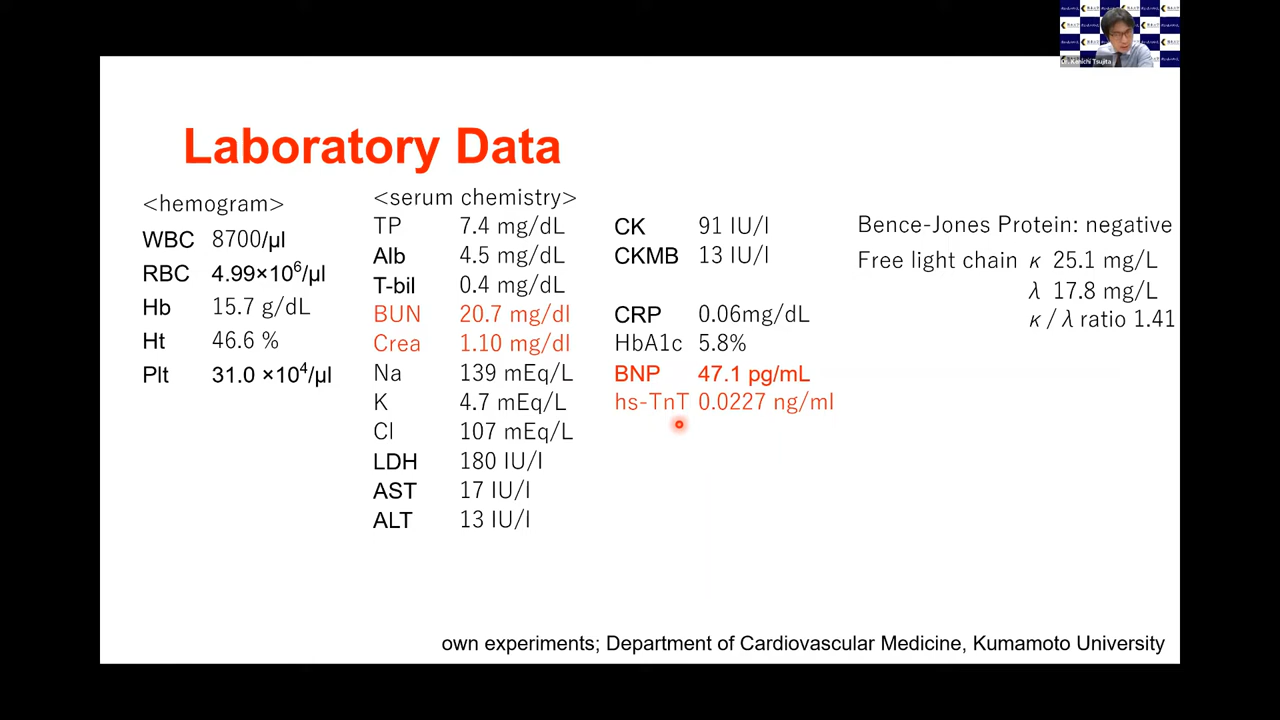 Dr. Kenichi Tsujita
Laboratory Data
<hemogram>
WBC 8700/μl
RBC 4.99×10⁶/μl
Hb 15.7 g/dL
Ht 46.6 %
Plt 31.0 ×10⁴/μl
<serum chemistry>
TP 7.4 mg/dL
Alb 4.5 mg/dL
T-bil 0.4 mg/dL
BUN 20.7 mg/dl
Crea 1.10 mg/dl
Na 139 mEq/L
K 4.7 mEq/L
Cl 107 mEq/L
LDH 180 IU/l
AST 17 IU/l
ALT 13 IU/l
CK 91 IU/l
CKMB 13 IU/l
CRP 0.06mg/dL
HbA1c 5.8%
BNP 47.1 pg/mL
hs-TnT 0.0227 ng/ml
Bence-Jones Protein: negative
Free light chain κ 25.1 mg/L
λ 17.8 mg/L
κ / λ ratio 1.41
own experiments; Department of Cardiovascular Medicine, Kumamoto University